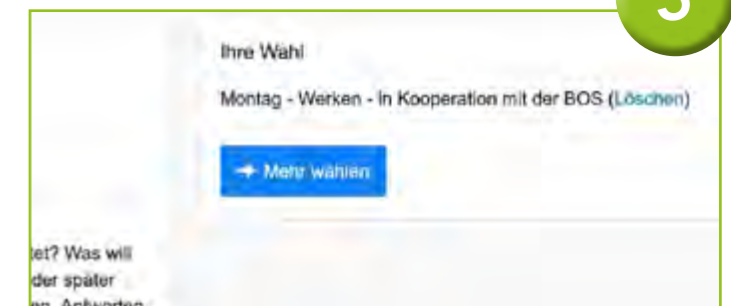 Ihre Wahl
Montag - Werken - In Kooperation mit der BOS (Löschen)
Mehr wählen
tet? Was will
der später